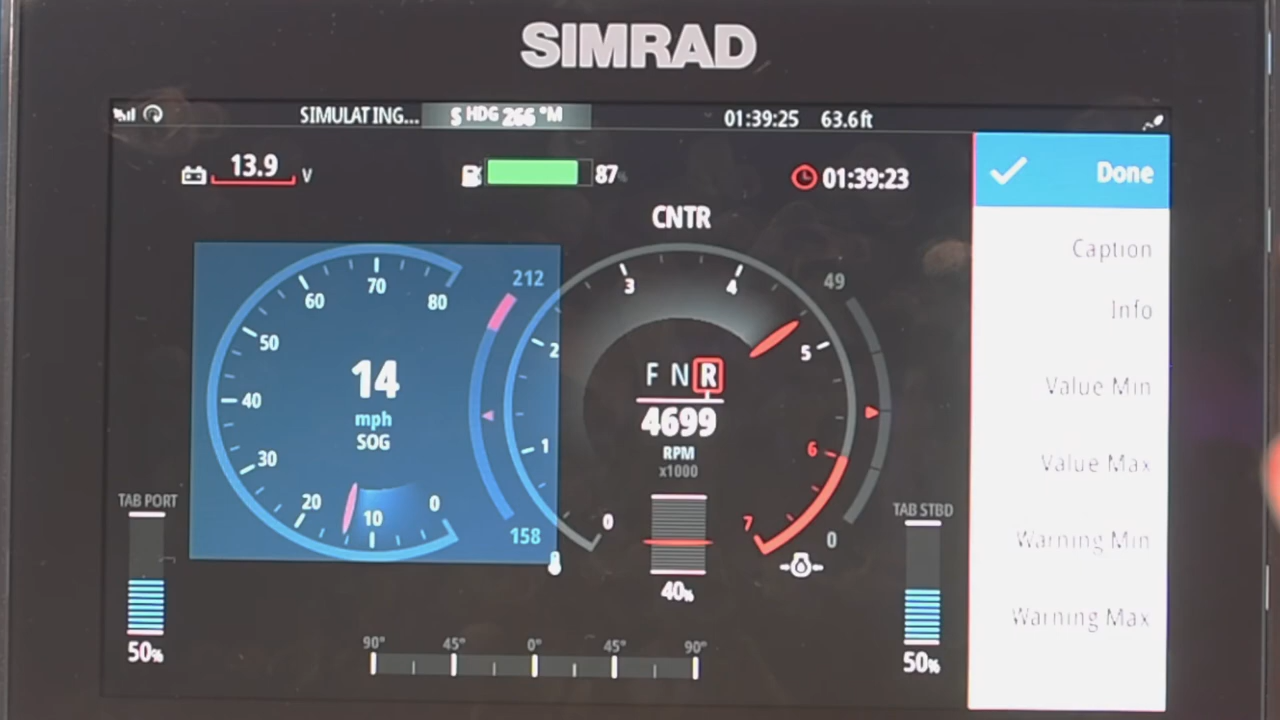 SIMRAD
SIMULATING... S HDG 266 °M 01:39:25 63.6ft
13.9 V 87% 01:39:23
Done
CNTR
Caption
Info
Value Min
Value Max
Warning Min
Warning Max
70
60
80
50
40
30
20
10
0
14
mph
SOG
212
158
3
4
2
5
1
6
0
7
F N R
4699
RPM
x1000
40%
49
0
TAB PORT
50%
TAB STBD
50%
90° 45° 0° 45° 90°